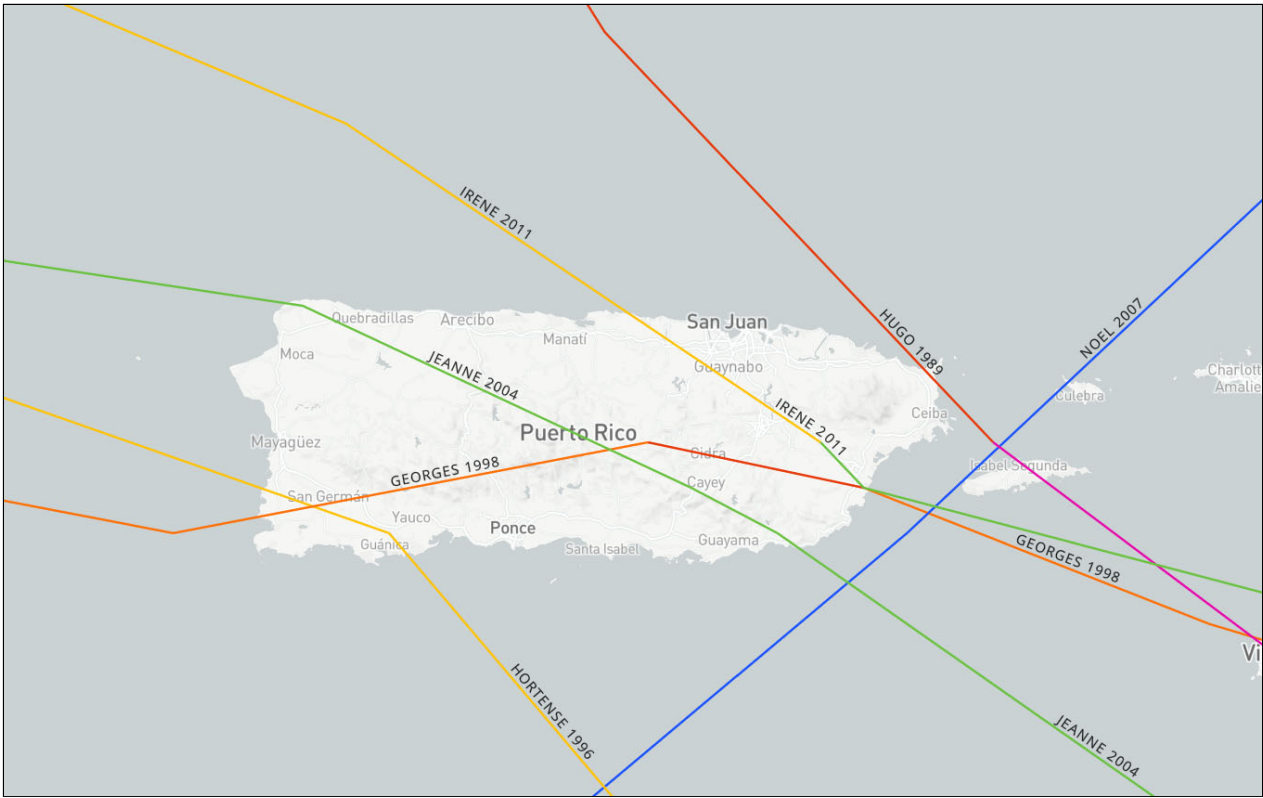 IRENE 2011
HUGO 1989
NOEL 2007
Quebradillas
Arecibo
San Juan
Manatí
Moca
JEANNE 2004
Guaynabo
Charlott
Amalie
Culebra
IRENE 2011
Ceiba
Puerto Rico
Mayagüez
Cidra
GEORGES 1998
Isabel Segunda
Cayey
San Germán
Yauco
Ponce
Guánica
Santa Isabel
Guayama
GEORGES 1998
Vi
HORTENSE 1996
JEANNE 2004